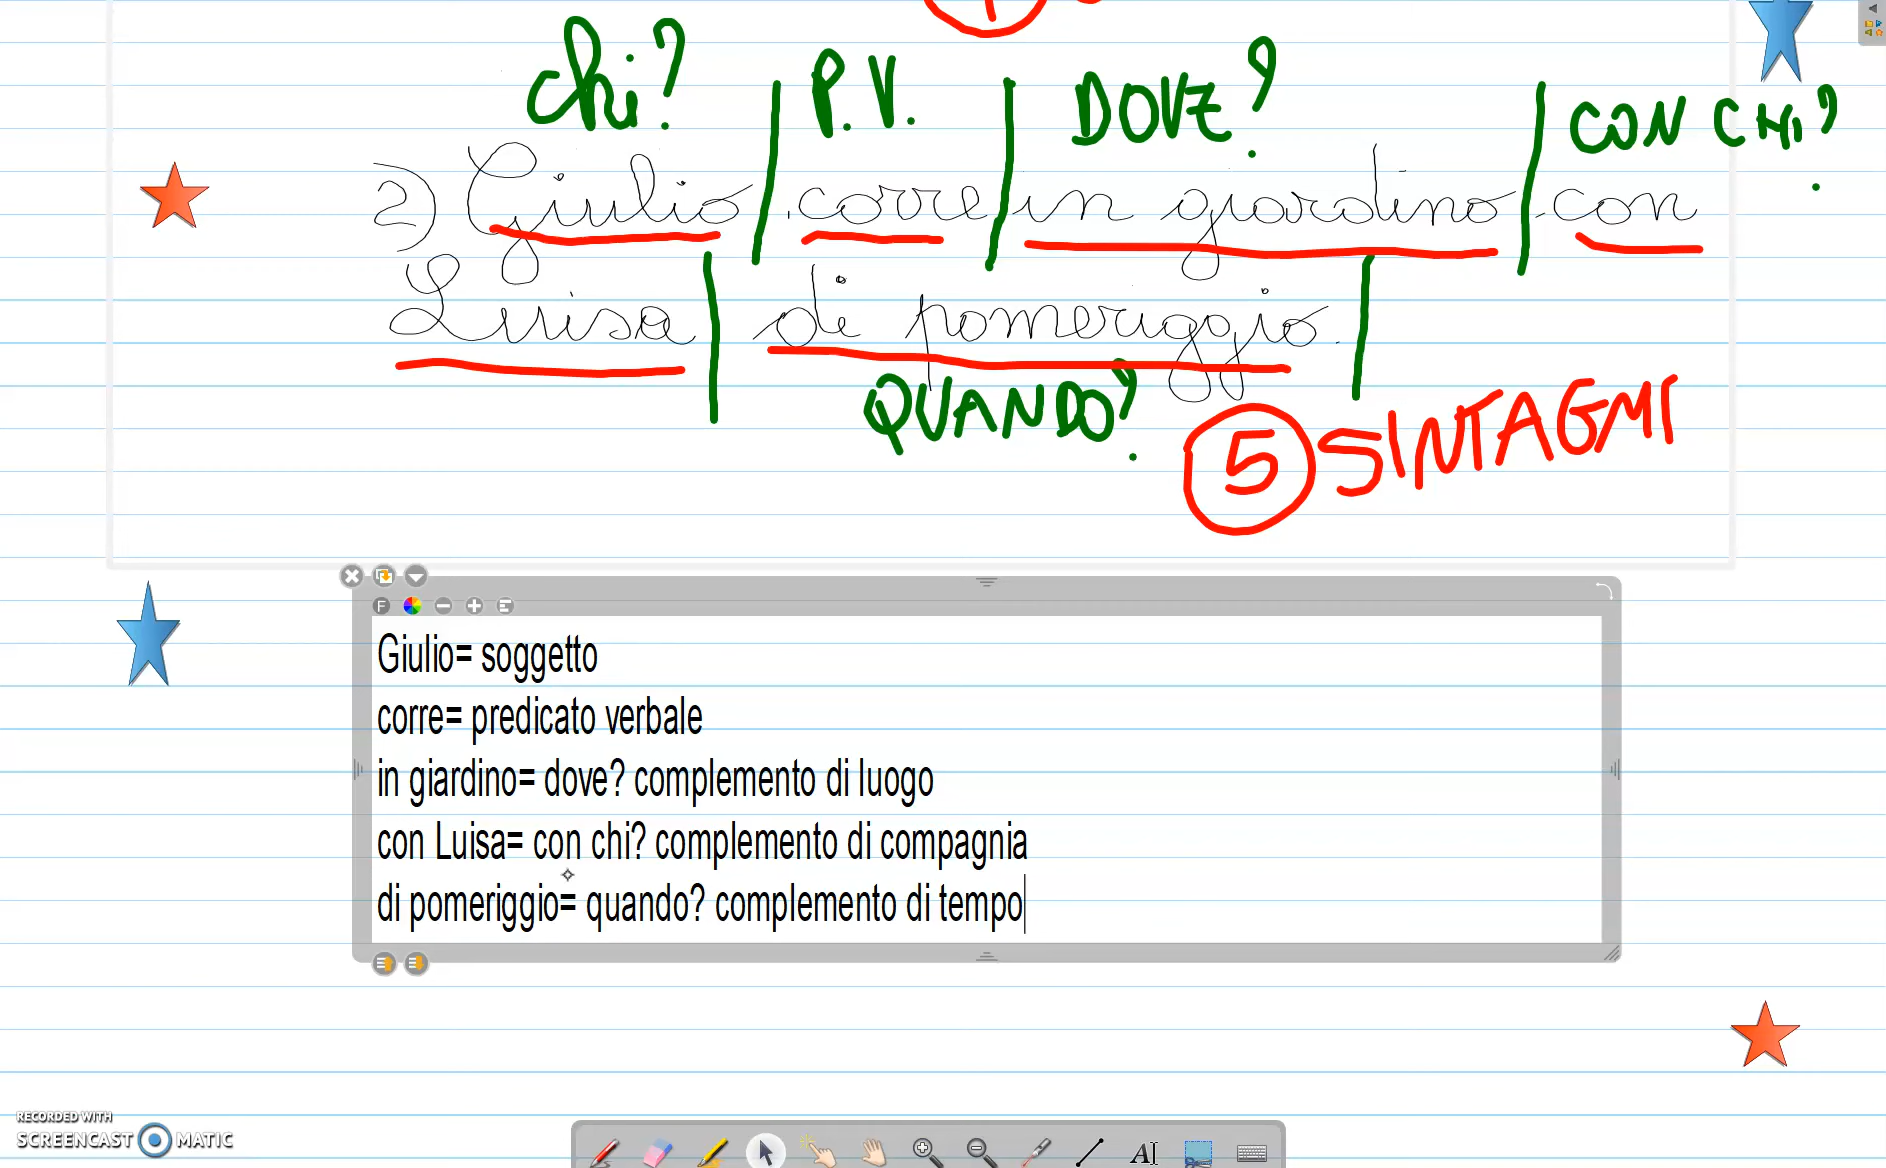 chi? P.V. DOVE? CON CHI?
2) Giulio corre in giardino con
Luisa di pomeriggio.
QUANDO?
5 SINTAGMI
Giulio= soggetto
corre= predicato verbale
in giardino= dove? complemento di luogo
con Luisa= con chi? complemento di compagnia
di pomeriggio= quando? complemento di tempo
RECORDED WITH
SCREENCAST MATIC